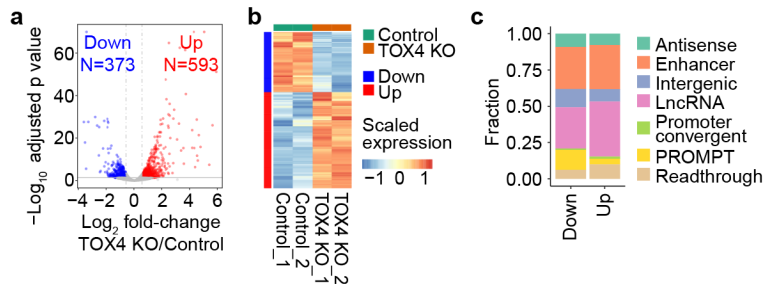 a
Down
N=373
Up
N=593
−Log10 adjusted p value
60
40
20
0
−4 −2 0 2 4 6
Log2 fold-change
TOX4 KO/Control
b
Control
TOX4 KO
Down
Up
Scaled
expression
−1 0 1
Control_1
Control_2
TOX4 KO_1
TOX4 KO_2
c
Fraction
1.00
0.75
0.50
0.25
0.00
Down
Up
Antisense
Enhancer
Intergenic
LncRNA
Promoter
convergent
PROMPT
Readthrough